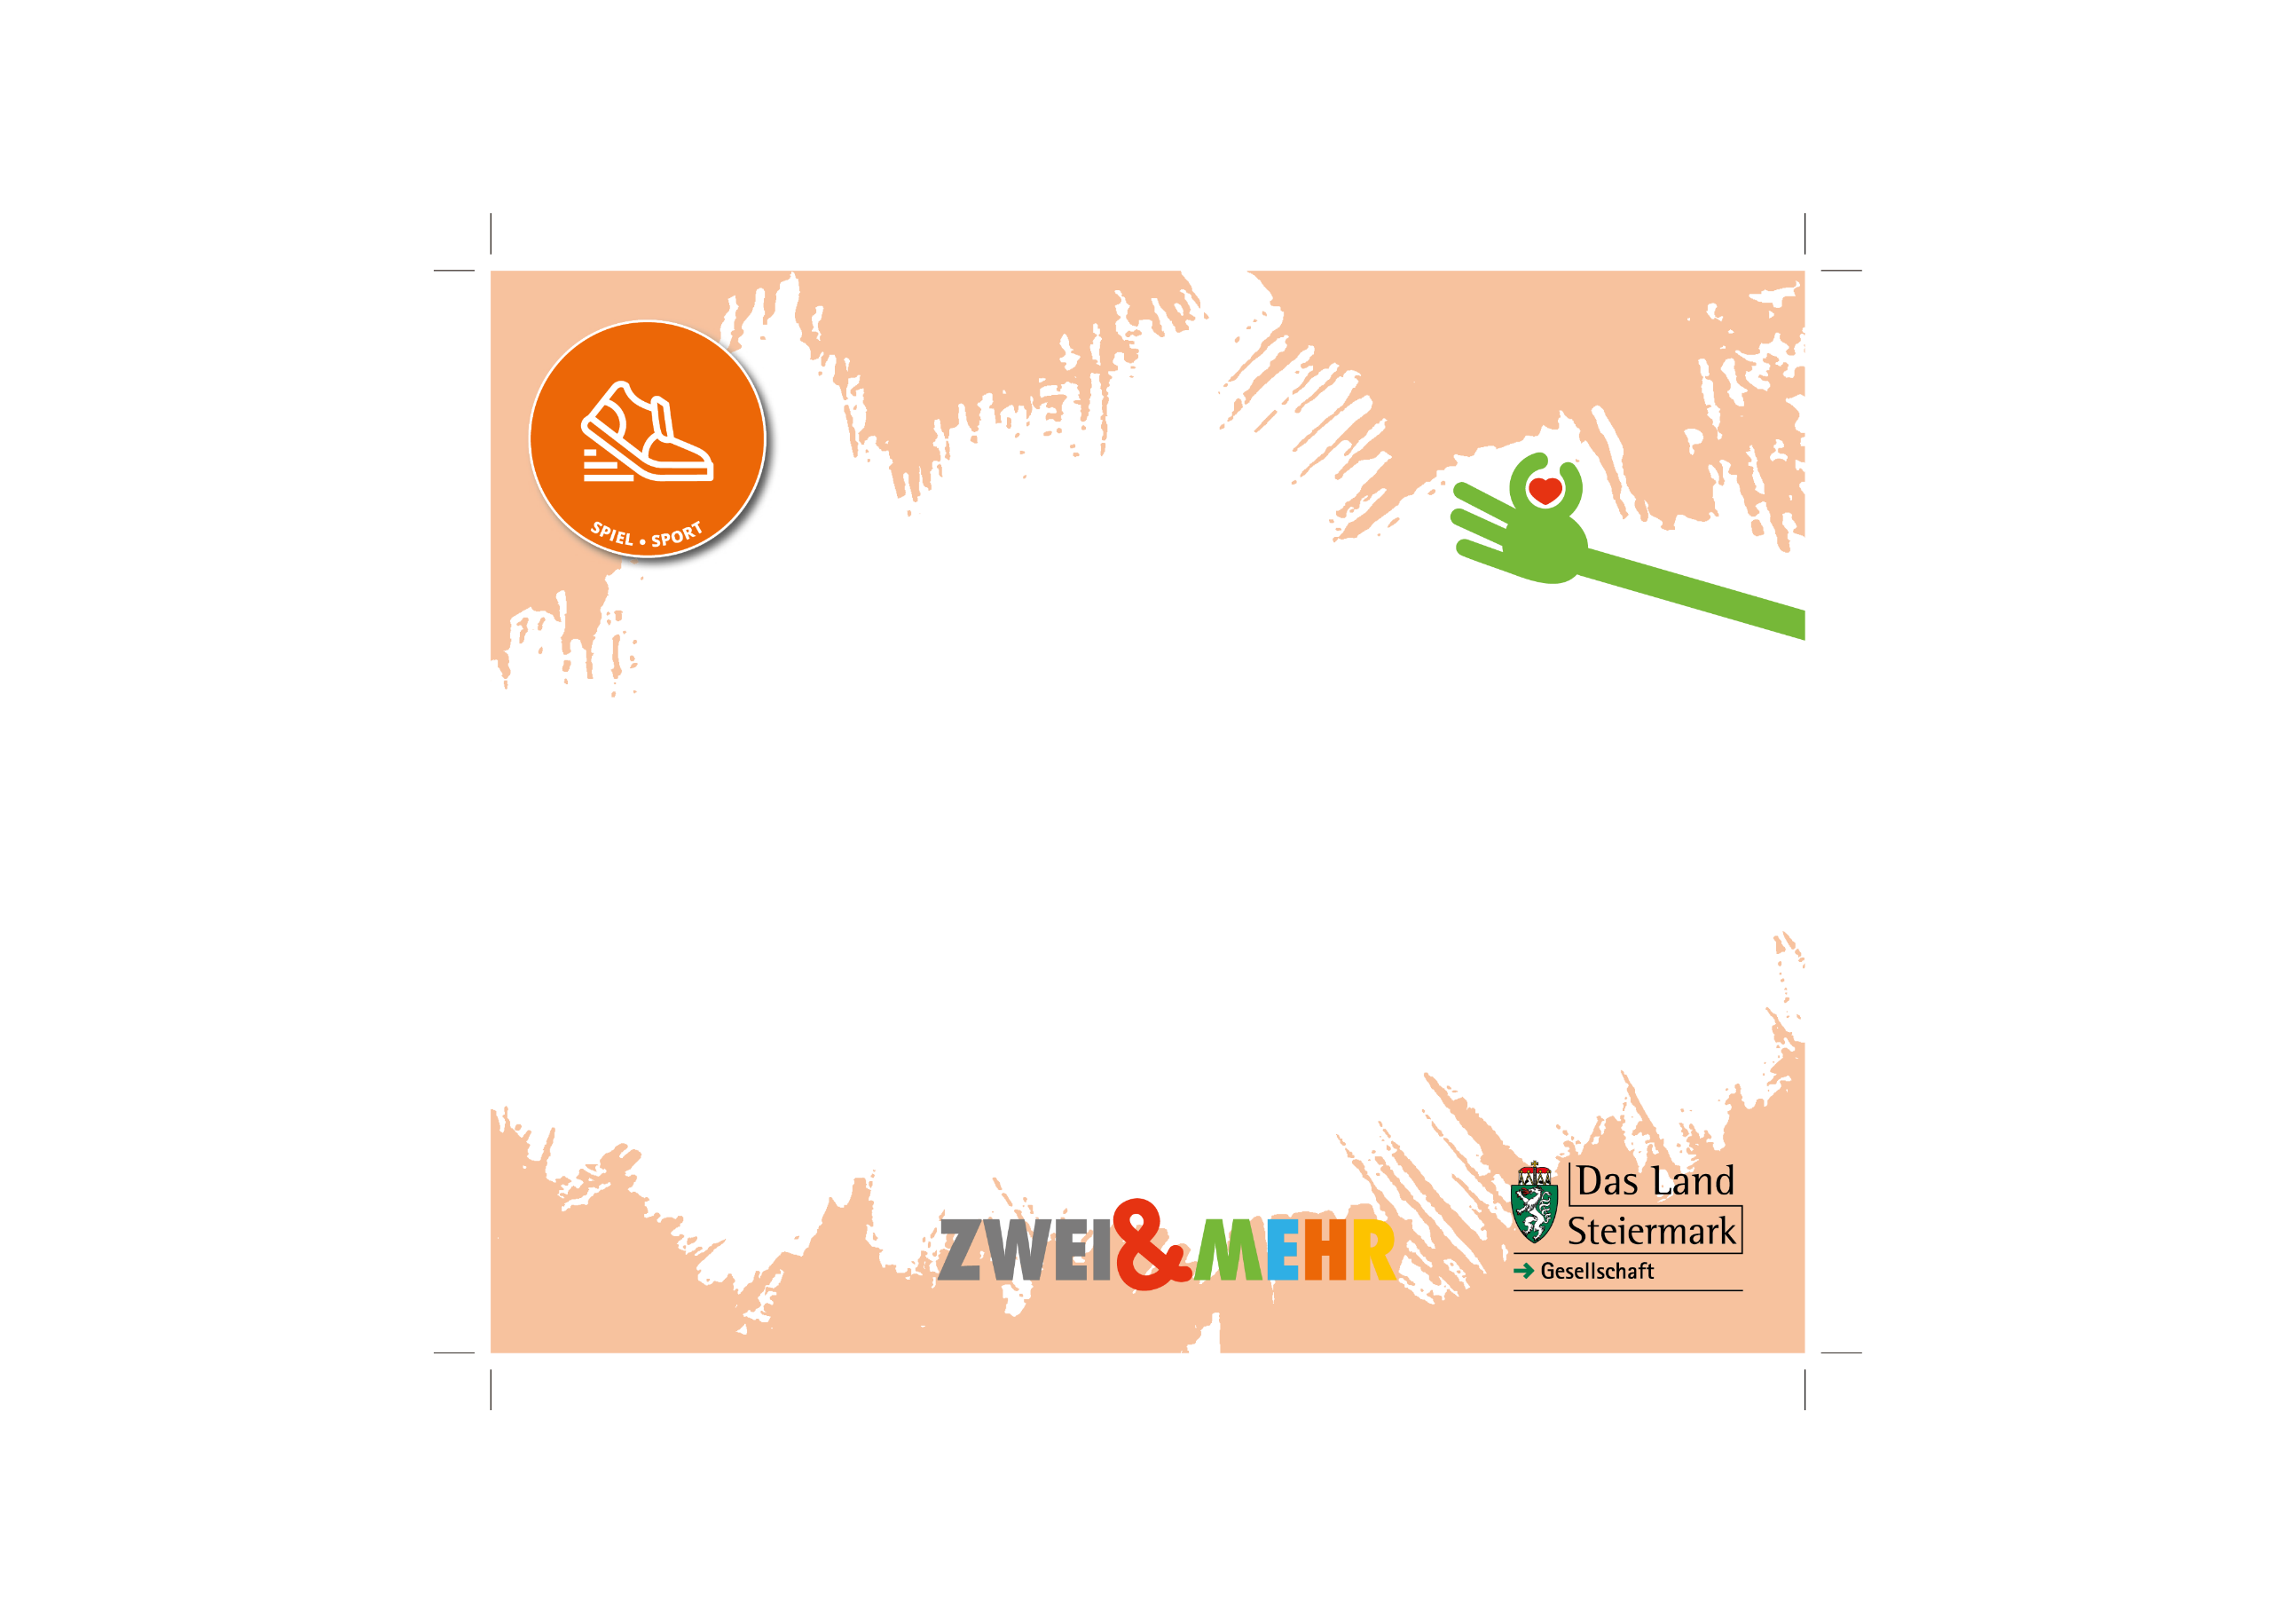 SPIEL • SPORT
ZWEI&MEHR
Das Land
Steiermark
→ Gesellschaft